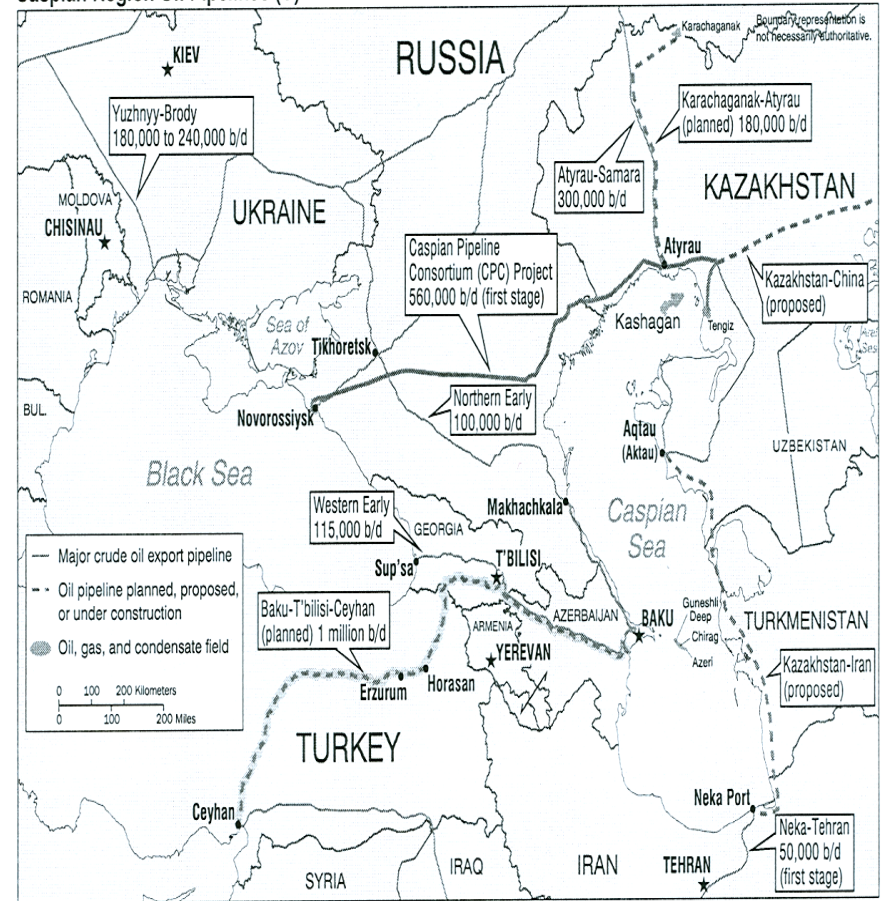 Karachaganak
Boundary representation is
not necessarily authoritative.
KIEV
RUSSIA
Yuzhnyy-Brody
180,000 to 240,000 b/d
Karachaganak-Atyrau
(planned) 180,000 b/d
Atyrau-Samara
300,000 b/d
KAZAKHSTAN
MOLDOVA
CHISINAU
UKRAINE
Caspian Pipeline
Consortium (CPC) Project
560,000 b/d (first stage)
Atyrau
Kazakhstan-China
(proposed)
ROMANIA
Sea of
Azov
Tikhoretsk
Kashagan
Tengiz
BUL.
Novorossiysk
Northern Early
100,000 b/d
Aqtau
(Aktau)
UZBEKISTAN
Black Sea
Caspian
Sea
Makhachkala
Western Early
115,000 b/d
GEORGIA
Sup'sa
T'BILISI
Major crude oil export pipeline
Oil pipeline planned, proposed,
or under construction
Oil, gas, and condensate field
0 100 200 Kilometers
0 100 200 Miles
Baku-T'bilisi-Ceyhan
(planned) 1 million b/d
ARMENIA
AZERBAIJAN
BAKU
Guneshli
Deep
Chirag
Azeri
TURKMENISTAN
YEREVAN
Kazakhstan-Iran
(proposed)
Erzurum
Horasan
TURKEY
Ceyhan
Neka Port
Neka-Tehran
50,000 b/d
(first stage)
SYRIA
IRAQ
IRAN
TEHRAN